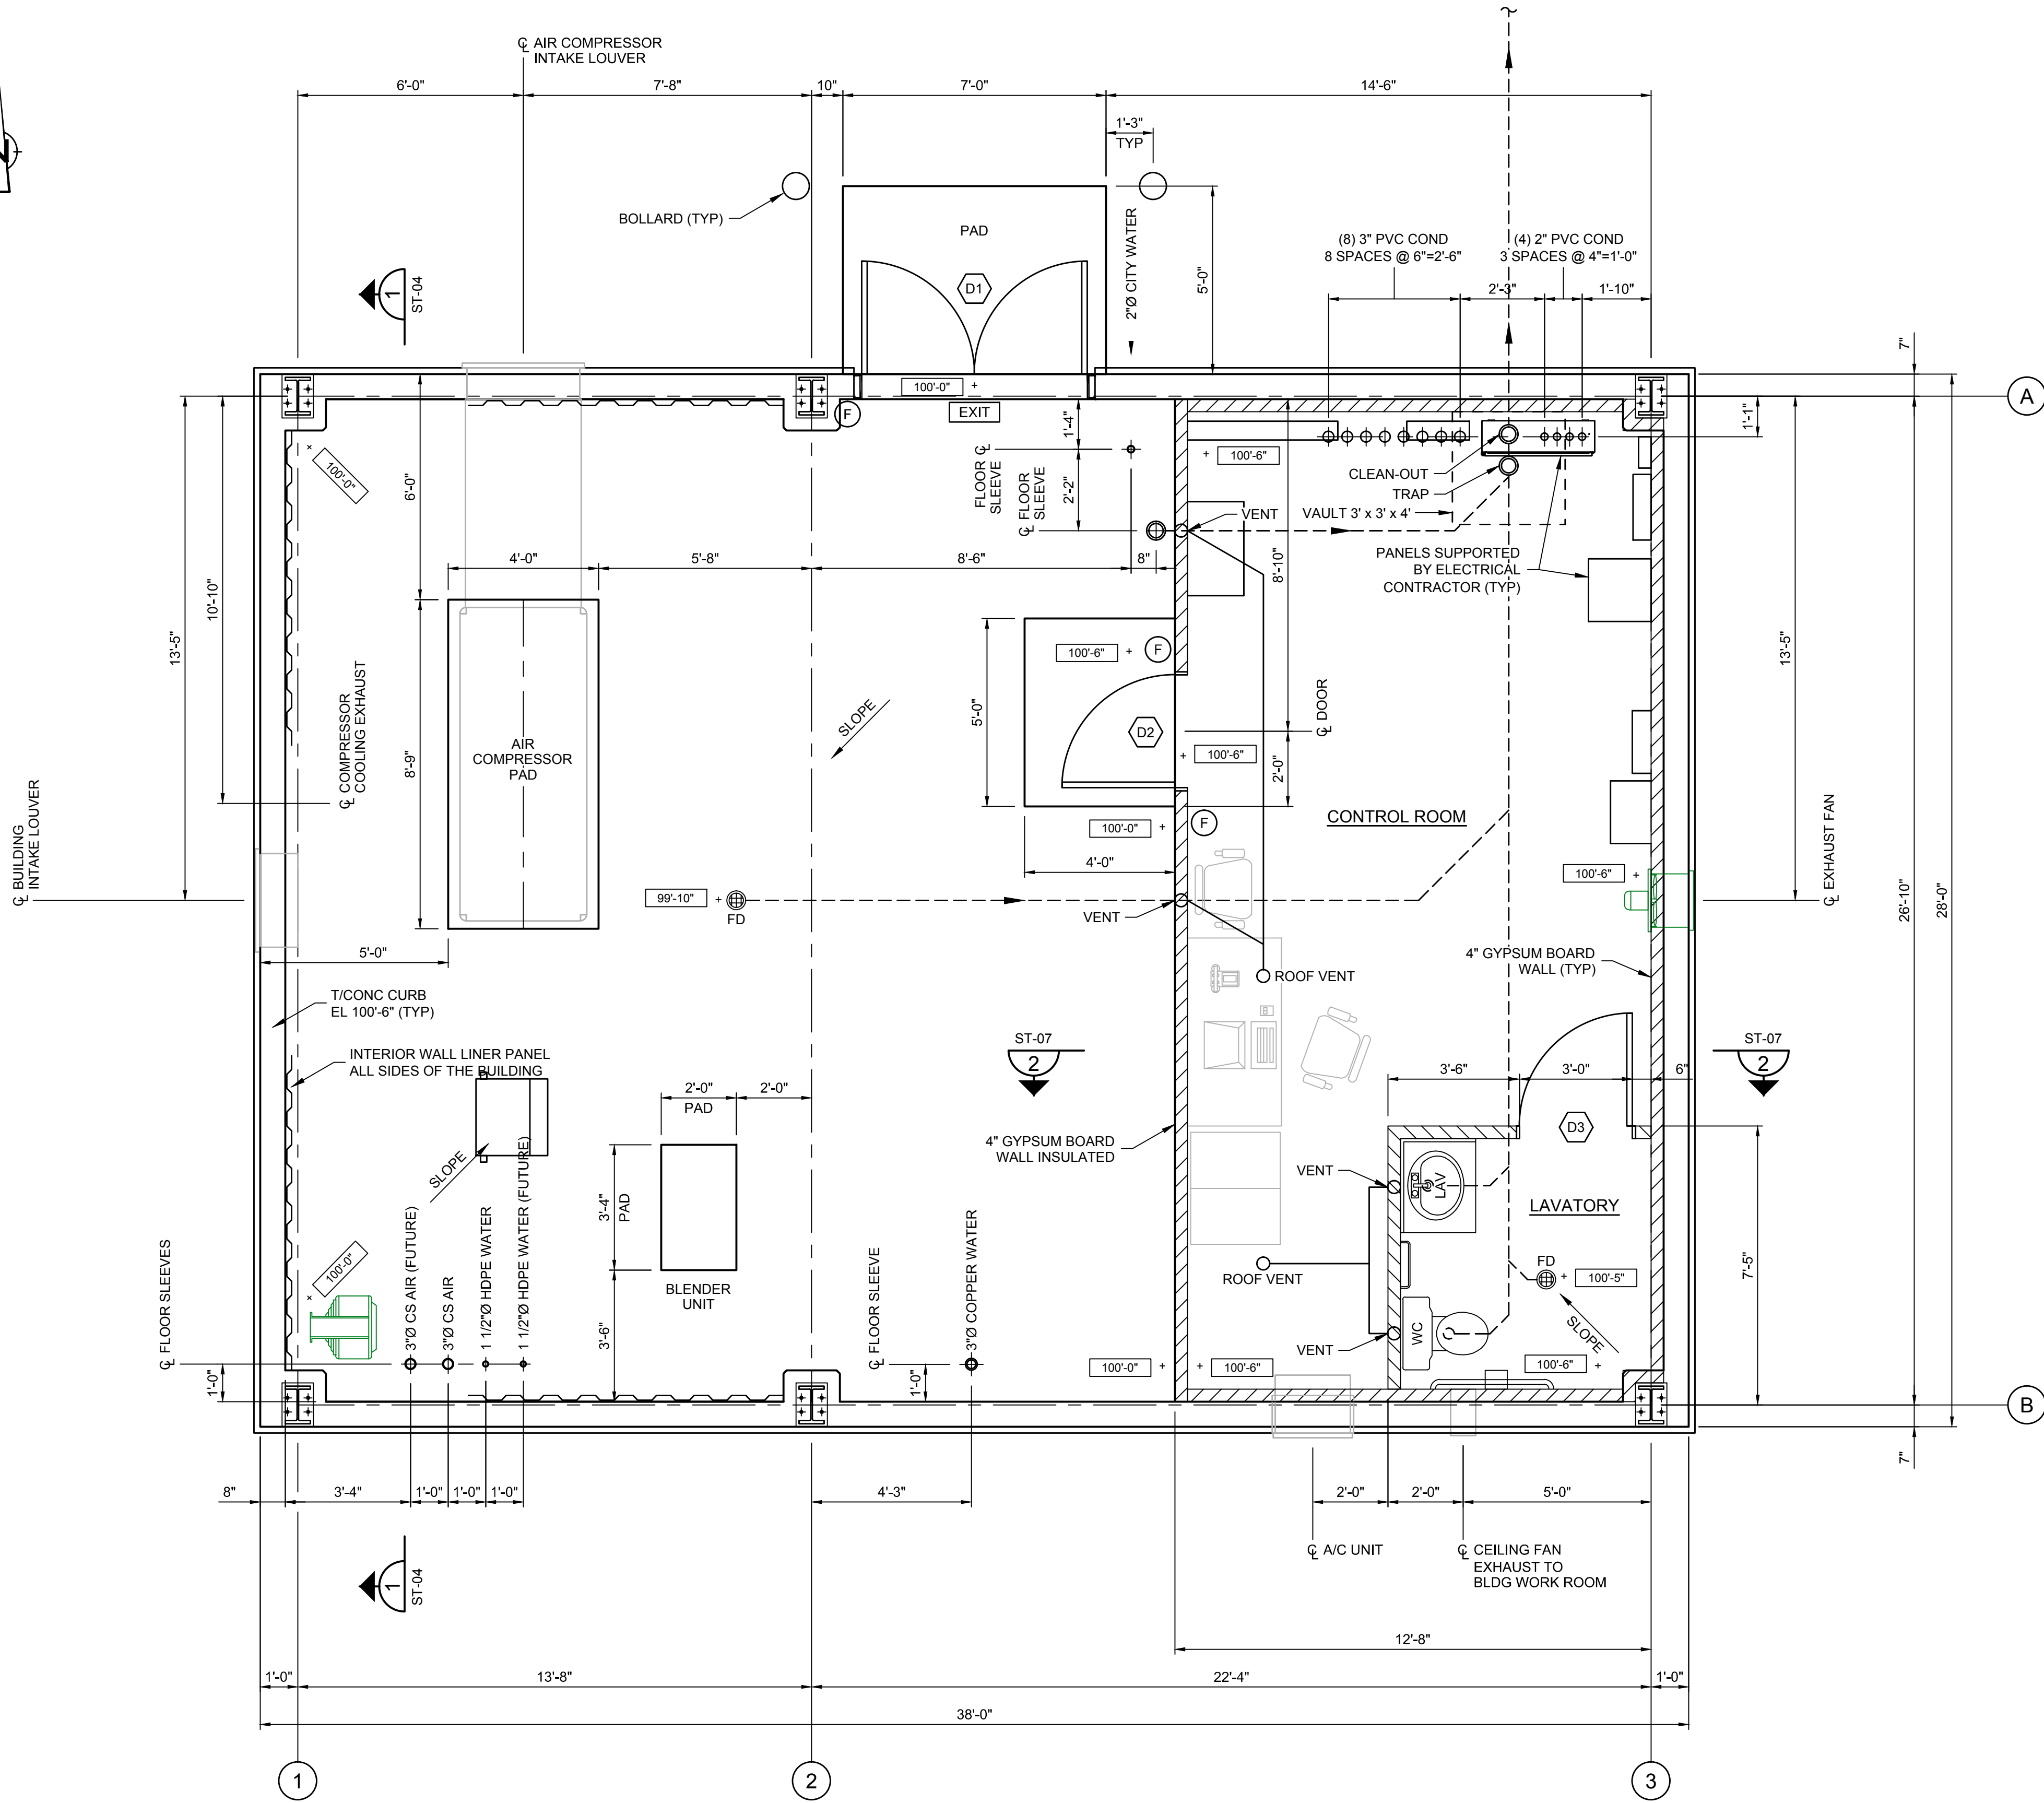 ℄ AIR COMPRESSOR
INTAKE LOUVER
6'-0"
7'-8"
10"
7'-0"
14'-6"
1'-3"
TYP
BOLLARD (TYP)
PAD
D1
2"Ø CITY WATER
5'-0"
(8) 3" PVC COND
8 SPACES @ 6"=2'-6"
(4) 2" PVC COND
3 SPACES @ 4"=1'-0"
2'-3"
1'-10"
1
ST-04
7"
A
100'-0"
EXIT
F
1'-4"
1'-1"
100'-0"
6'-0"
FLOOR ℄
SLEEVE
℄ FLOOR
SLEEVE
2'-2"
100'-6"
CLEAN-OUT
TRAP
VAULT 3' x 3' x 4'
VENT
PANELS SUPPORTED
BY ELECTRICAL
CONTRACTOR (TYP)
4'-0"
5'-8"
8'-6"
8"
8'-10"
10'-10"
13'-5"
13'-5"
100'-6"
F
5'-0"
D2
℄ DOOR
100'-6"
2'-0"
SLOPE
℄ COMPRESSOR
COOLING EXHAUST
8'-9"
AIR
COMPRESSOR
PAD
CONTROL ROOM
100'-0"
F
4'-0"
℄ BUILDING
INTAKE LOUVER
℄ EXHAUST FAN
100'-6"
26'-10"
28'-0"
99'-10"
FD
VENT
5'-0"
4" GYPSUM BOARD
WALL (TYP)
ROOF VENT
T/CONC CURB
EL 100'-6" (TYP)
INTERIOR WALL LINER PANEL
ALL SIDES OF THE BUILDING
ST-07
2
ST-07
2
2'-0"
PAD
2'-0"
3'-6"
3'-0"
6"
4" GYPSUM BOARD
WALL INSULATED
D3
SLOPE
3'-4"
PAD
VENT
LAV
LAVATORY
7'-5"
3"Ø CS AIR (FUTURE)
3"Ø CS AIR
1 1/2"Ø HDPE WATER
1 1/2"Ø HDPE WATER (FUTURE)
100'-0"
BLENDER
UNIT
3'-6"
℄ FLOOR SLEEVES
1'-0"
℄ FLOOR SLEEVE
3"Ø COPPER WATER
1'-0"
ROOF VENT
FD
100'-5"
SLOPE
WC
VENT
100'-0"
100'-6"
100'-6"
B
7"
8"
3'-4"
1'-0"
1'-0"
1'-0"
4'-3"
2'-0"
2'-0"
5'-0"
℄ A/C UNIT
℄ CEILING FAN
EXHAUST TO
BLDG WORK ROOM
1
ST-04
12'-8"
1'-0"
13'-8"
22'-4"
1'-0"
38'-0"
1
2
3